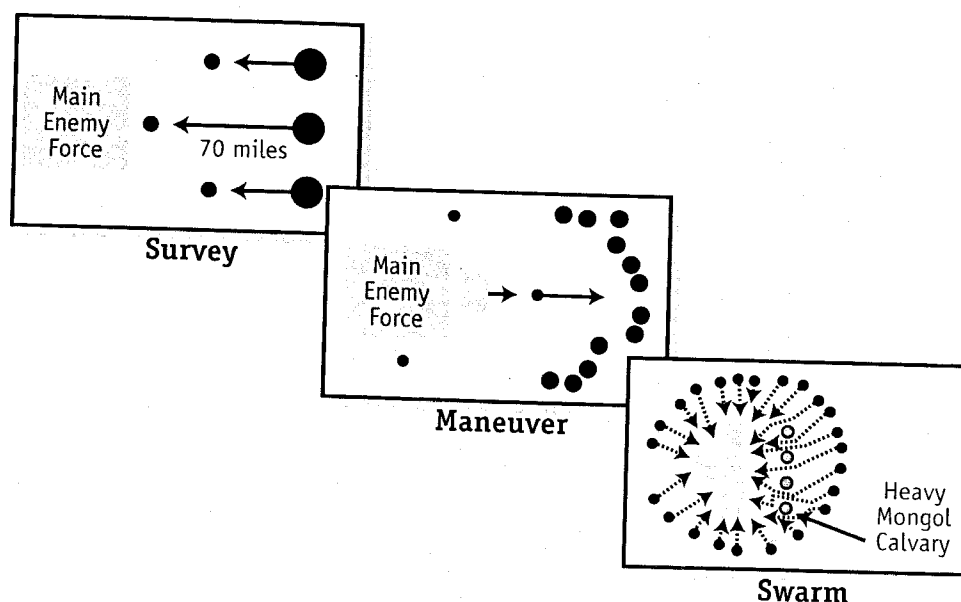 Main
Enemy
Force
70 miles
Survey
Main
Enemy
Force
Maneuver
Heavy
Mongol
Calvary
Swarm